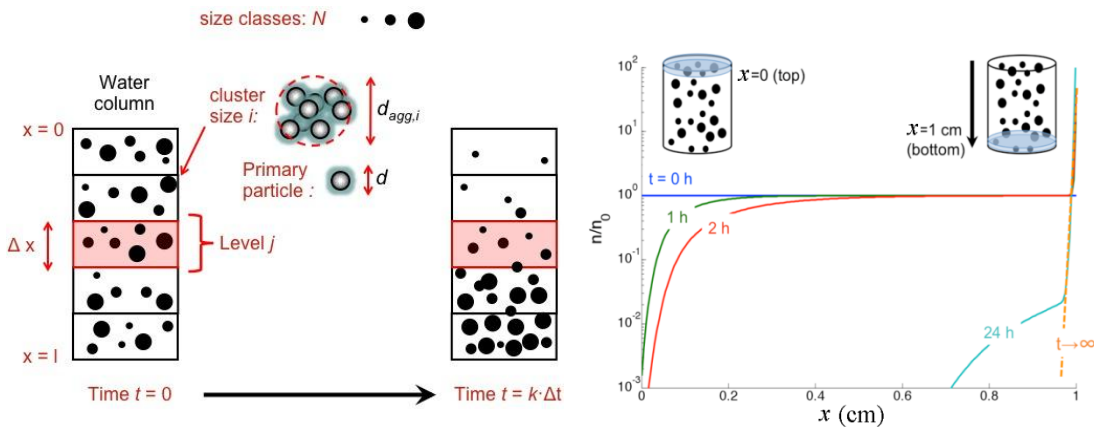 size classes: N
Water
column
cluster
size i:
d_agg,i
x = 0
Primary
particle :
d
Δ x
Level j
x = l
Time t = 0
Time t = k·Δt
10^2
10^1
10^0
10^-1
10^-2
10^-3
n/n_0
x=0 (top)
x=1 cm
(bottom)
t = 0 h
1 h
2 h
24 h
t→∞
0
0.2
0.4
0.6
0.8
1
x (cm)